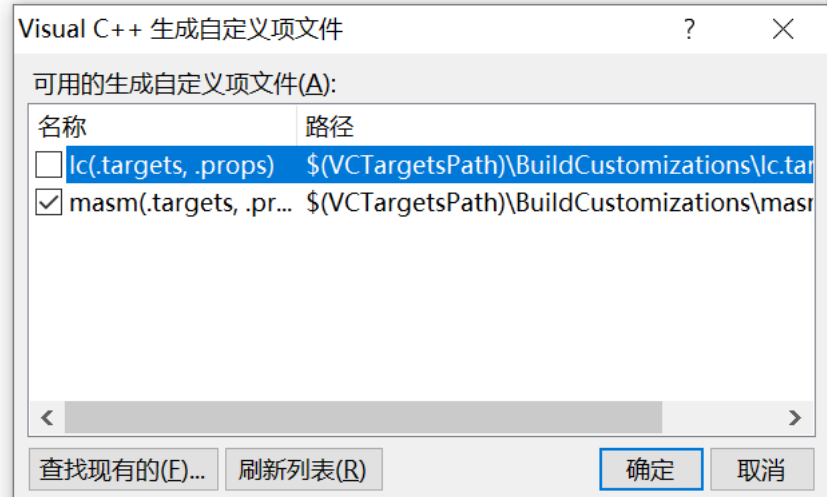 Visual C++ 生成自定义项文件
?
可用的生成自定义项文件(A):
名称 路径
lc(.targets, .props) $(VCTargetsPath)\BuildCustomizations\lc.tar
masm(.targets, .pr... $(VCTargetsPath)\BuildCustomizations\masm
查找现有的(F)... 刷新列表(R) 确定 取消